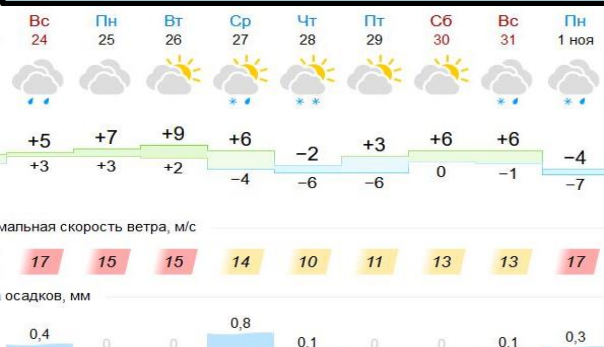 Вс Пн Вт Ср Чт Пт Сб Вс Пн
24 25 26 27 28 29 30 31 1 ноя
+5 +7 +9 +6 −2 +3 +6 +6 −4
+3 +3 +2 −4 −6 −6 0 −1 −7
скорость ветра, м/с
17 15 15 14 10 11 13 13 17
осадков, мм
0,4 0 0 0,8 0,1 0 0 0,1 0,3